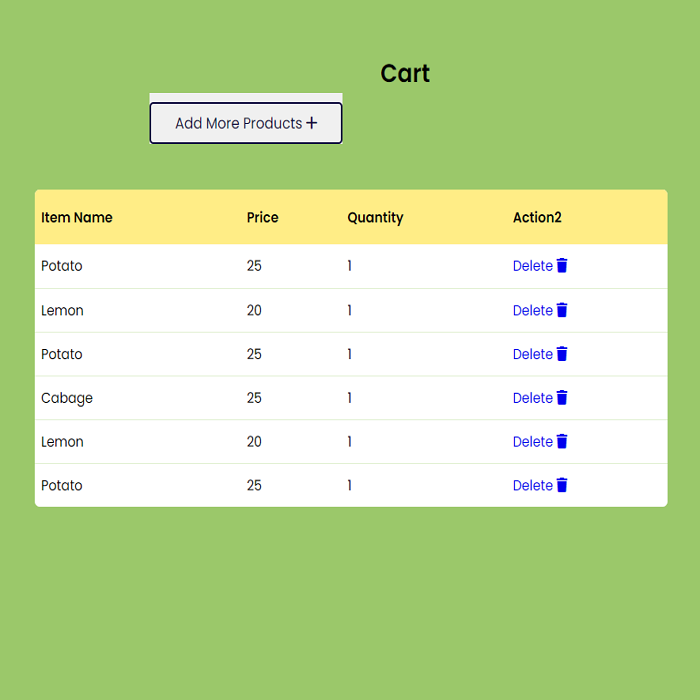 Cart
Add More Products +
Item Name Price Quantity Action2
Potato 25 1 Delete
Lemon 20 1 Delete
Potato 25 1 Delete
Cabage 25 1 Delete
Lemon 20 1 Delete
Potato 25 1 Delete